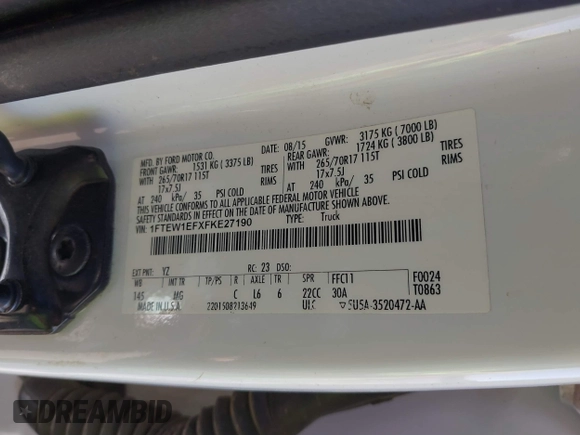 MFD. BY FORD MOTOR CO.
DATE: 08/15 GVWR: 3175 KG ( 7000 LB)
FRONT GAWR: 1531 KG ( 3375 LB) REAR GAWR: 1724 KG ( 3800 LB)
WITH 265/70R17 115T TIRES WITH 265/70R17 115T TIRES
17x7.5J RIMS 17x7.5J RIMS
AT 240 kPa/ 35 PSI COLD AT 240 kPa/ 35 PSI COLD
THIS VEHICLE CONFORMS TO ALL APPLICABLE FEDERAL MOTOR VEHICLE
SAFETY STANDARDS IN EFFECT ON THE DATE OF MANUFACTURE SHOWN ABOVE.
VIN: 1FTEW1EFXFKE27190 TYPE: Truck
EXT PNT: YZ RC: 23 DSO: F0024
WB TP/PS R AXLE TR SPR FFC11 T0863
145 MG C L6 6 22CC 30A
MADE IN U.S.A. 2201508213649 5U5A-3520472-AA
DREAMBID